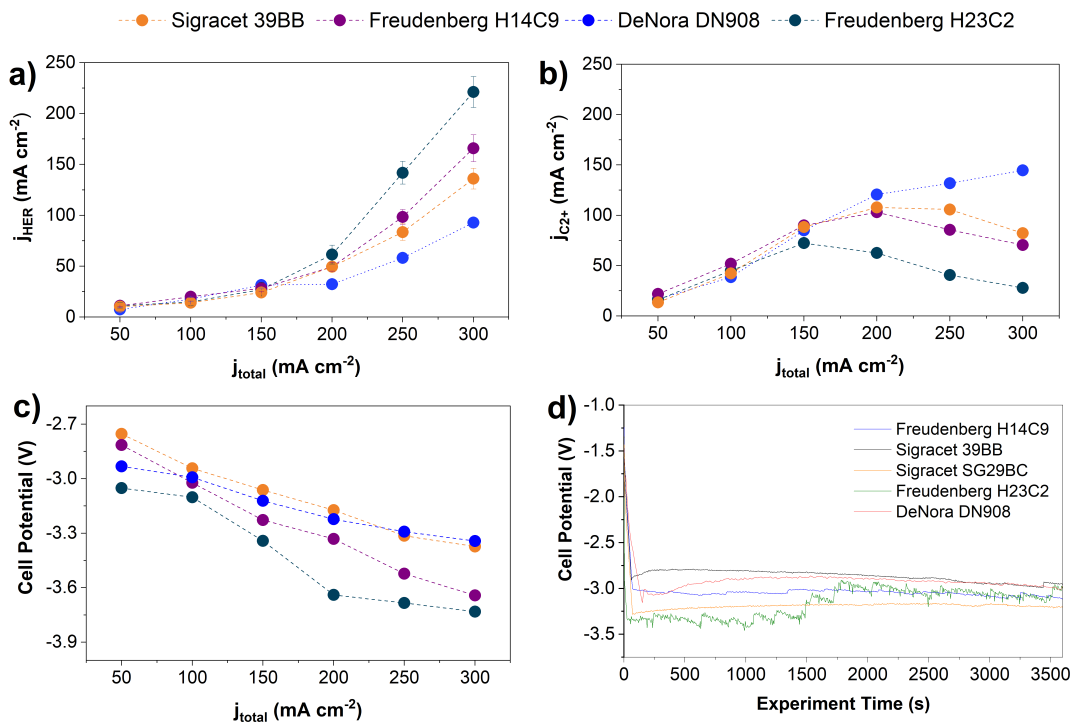 Sigracet 39BB Freudenberg H14C9 DeNora DN908 Freudenberg H23C2
a)
250
200
150
100
50
0
j_HER (mA cm⁻²)
50 100 150 200 250 300
j_total (mA cm⁻²)
b)
250
200
150
100
50
0
j_C2+ (mA cm⁻²)
50 100 150 200 250 300
j_total (mA cm⁻²)
c)
-2.7
-3.0
-3.3
-3.6
-3.9
Cell Potential (V)
50 100 150 200 250 300
j_total (mA cm⁻²)
d)
-1.0
-1.5
-2.0
-2.5
-3.0
-3.5
Cell Potential (V)
Freudenberg H14C9
Sigracet 39BB
Sigracet SG29BC
Freudenberg H23C2
DeNora DN908
0 500 1000 1500 2000 2500 3000 3500
Experiment Time (s)